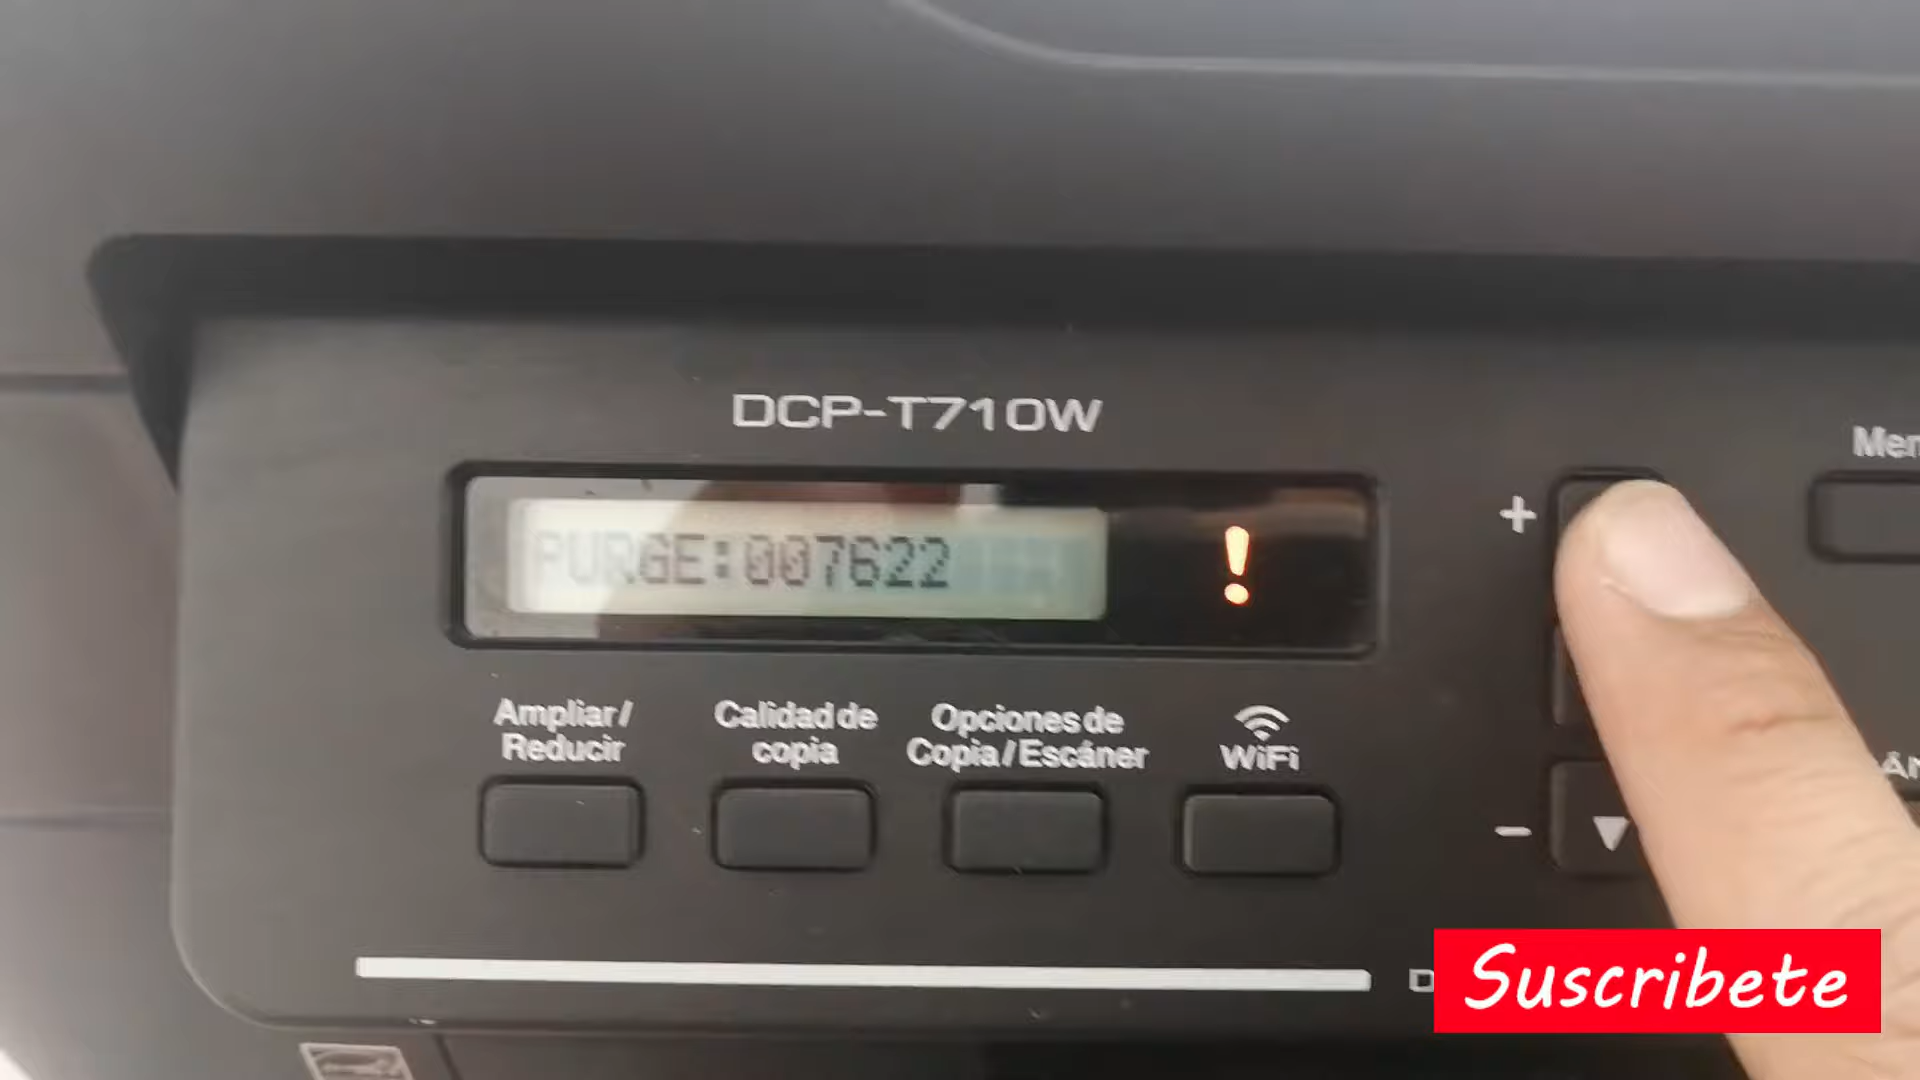 DCP-T710W
PURGE:007622
Ampliar/
Reducir
Calidad de
copia
Opciones de
Copia/Escáner
WiFi
Suscribete